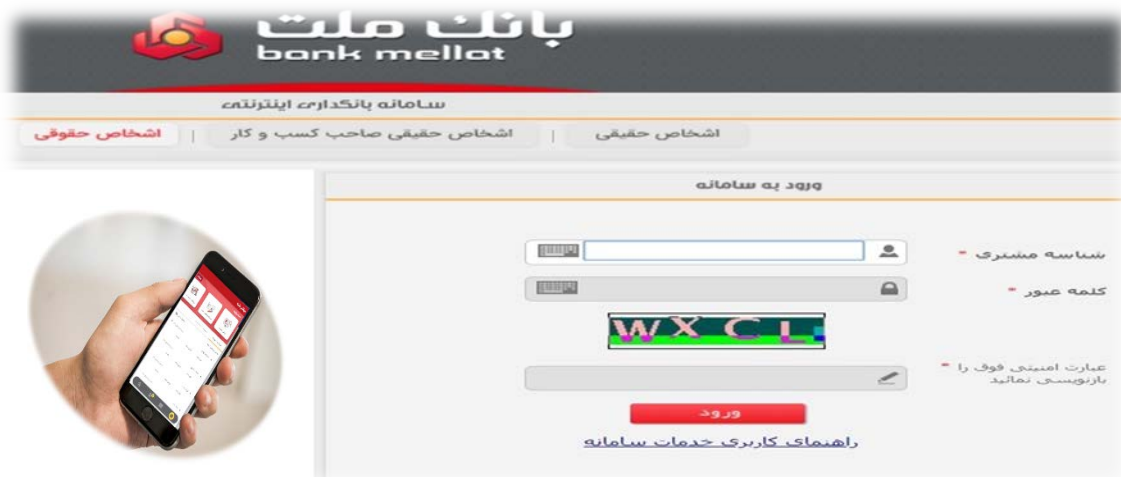 بانك ملت
bank mellat
سامانه بانکداری اینترنتی
اشخاص حقیقی | اشخاص حقیقی صاحب کسب و کار | اشخاص حقوقی
ورود به سامانه
شناسه مشتری *
کلمه عبور *
WXCL
عبارت امنیتی فوق را *
بازنویسی نمائید
ورود
راهنمای کاربری خدمات سامانه